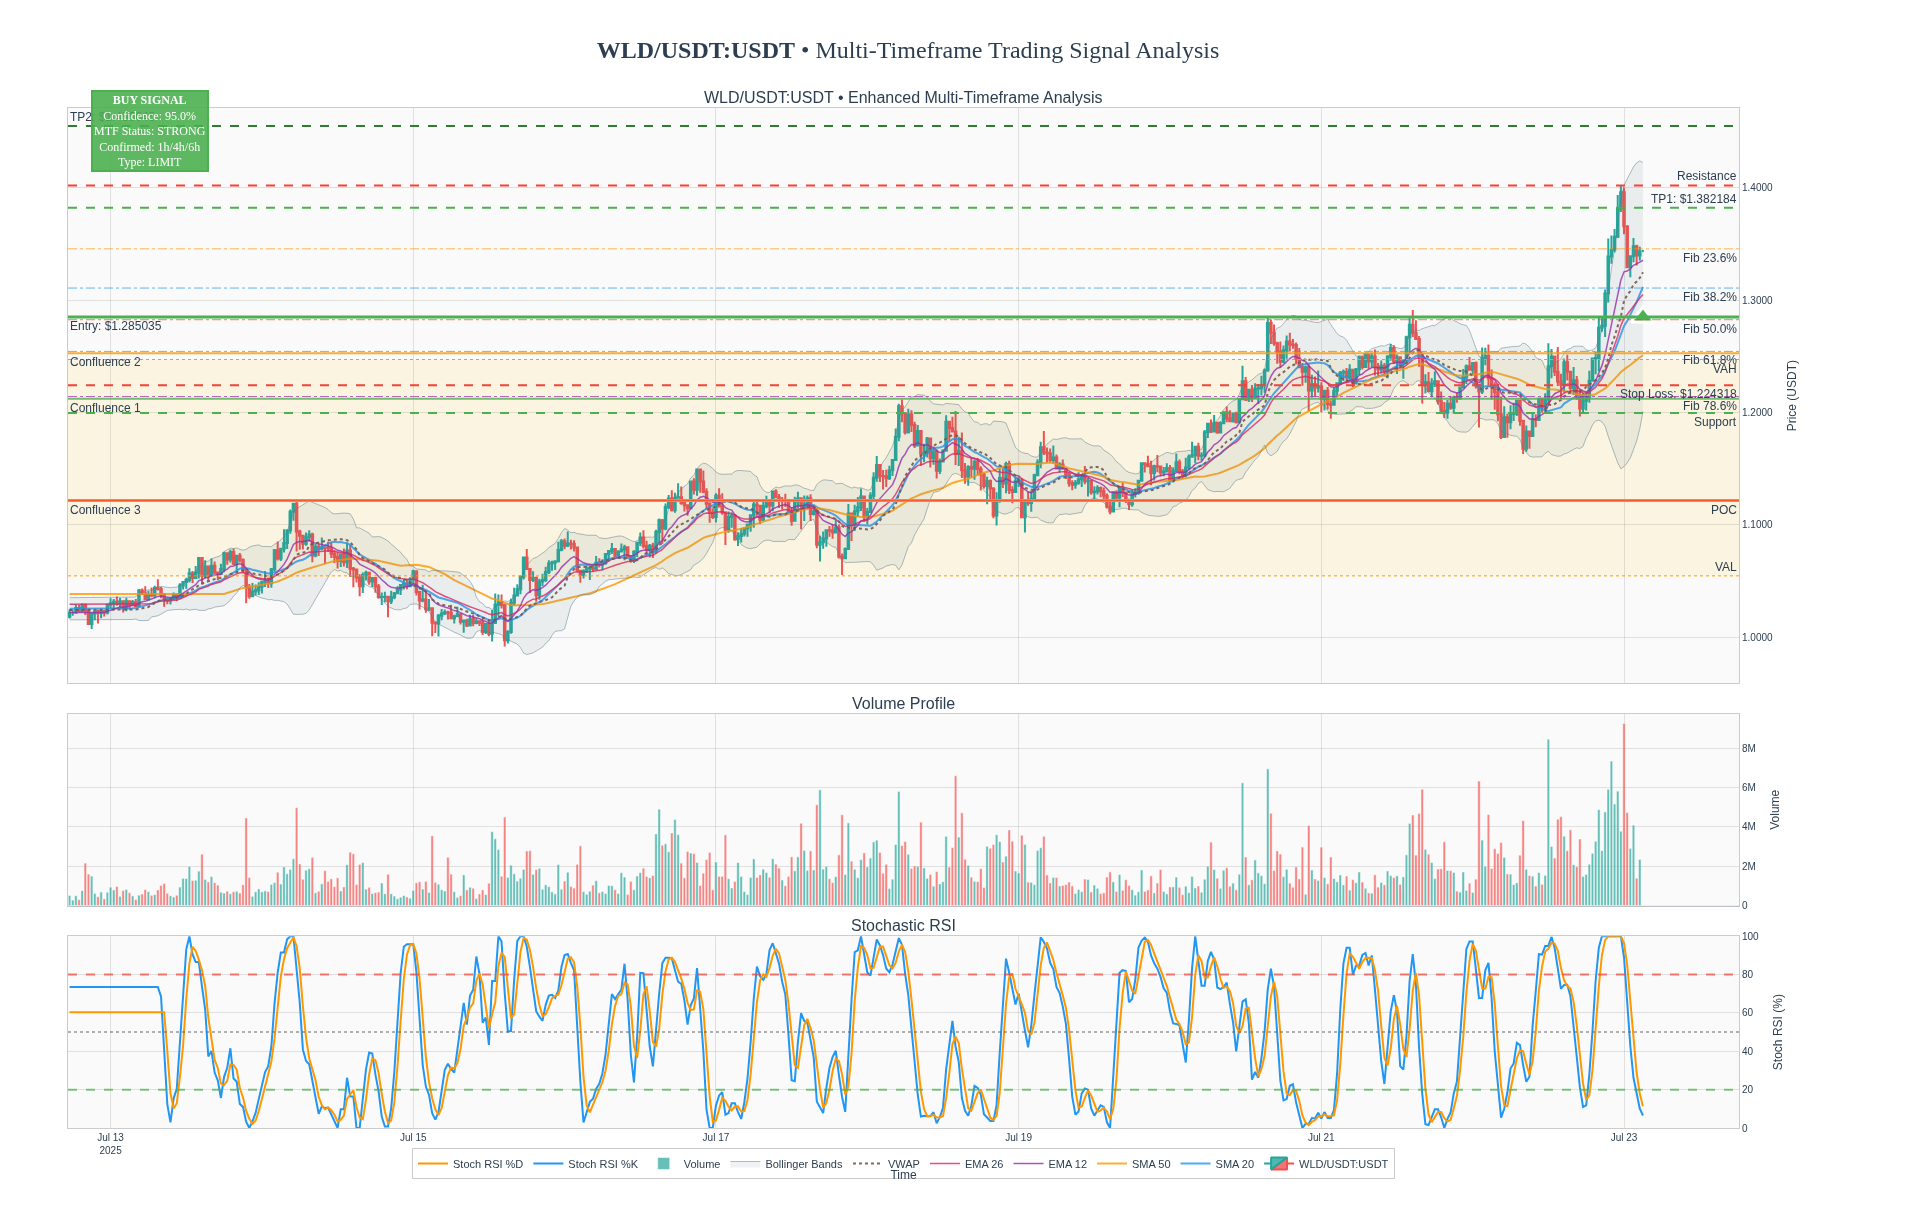 WLD/USDT:USDT • Multi-Timeframe Trading Signal Analysis
WLD/USDT:USDT • Enhanced Multi-Timeframe Analysis
BUY SIGNAL
Confidence: 95.0%
MTF Status: STRONG
Confirmed: 1h/4h/6h
Type: LIMIT
TP2
Resistance
1.4000
TP1: $1.382184
Fib 23.6%
Fib 38.2%
1.3000
Entry: $1.285035
Fib 50.0%
Confluence 2
Fib 61.8%
VAH
Stop Loss: $1.224318
Confluence 1
Fib 78.6%
1.2000
Support
Price (USDT)
Confluence 3
POC
1.1000
VAL
1.0000
Volume Profile
8M
6M
4M
2M
0
Volume
Stochastic RSI
100
80
60
40
20
0
Stoch RSI (%)
Jul 13
2025
Jul 15
Jul 17
Jul 19
Jul 21
Jul 23
Stoch RSI %D
Stoch RSI %K
Volume
Bollinger Bands
VWAP
EMA 26
EMA 12
SMA 50
SMA 20
WLD/USDT:USDT
Time